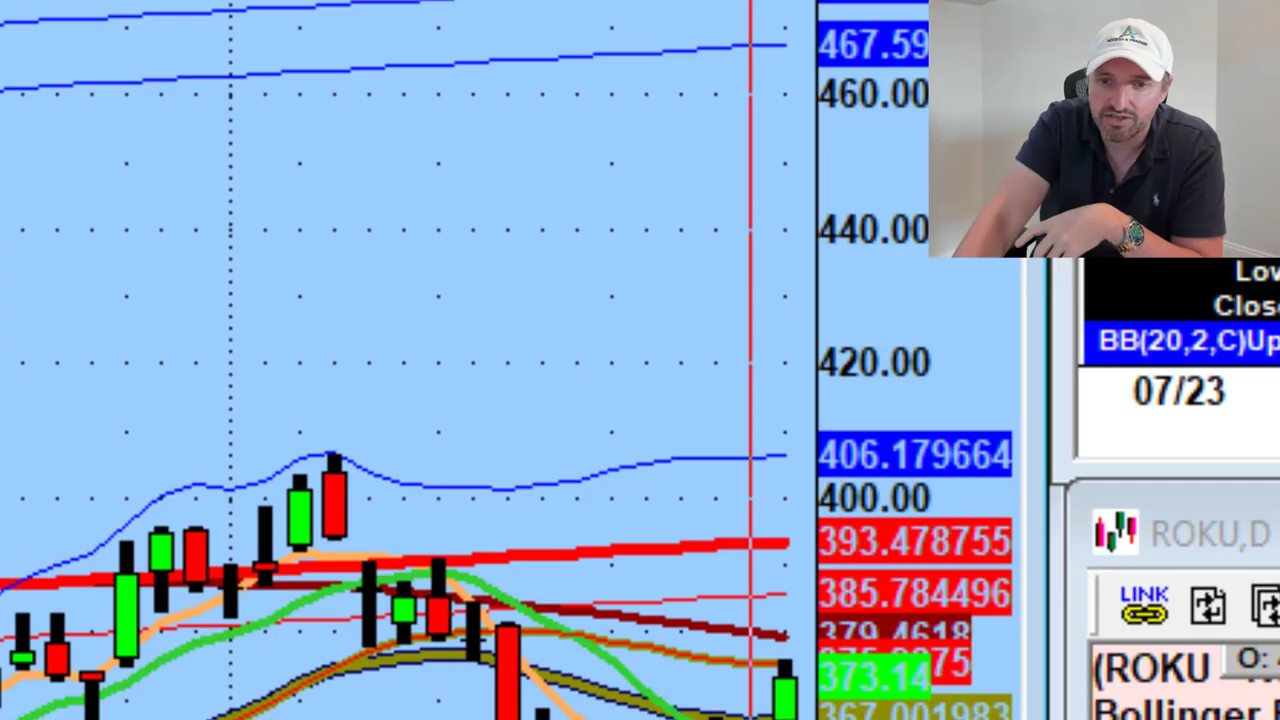 467.59
460.00
440.00
420.00
406.179664
400.00
393.478755
385.784496
379.4618
373.14
367.001983
Low
Close
BB(20,2,C)Up
07/23
ROKU,D
LINK
(ROKU
O:
Bollinger